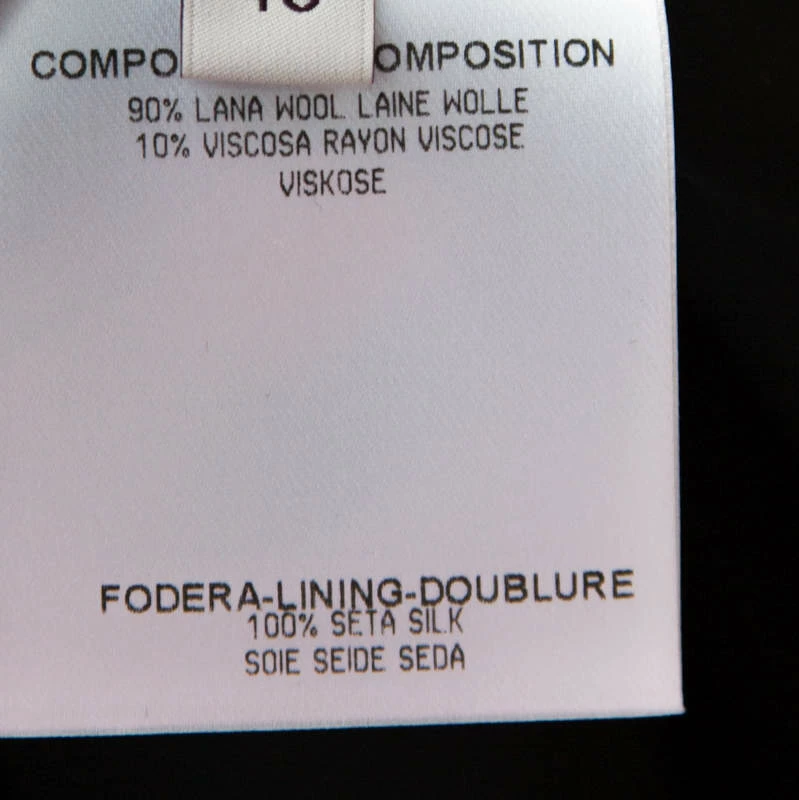 COMPO OMPOSITION
90% LANA WOOL LAINE WOLLE
10% VISCOSA RAYON VISCOSE
VISKOSE
FODERA-LINING-DOUBLURE
100% SETA SILK
SOIE SEIDE SEDA